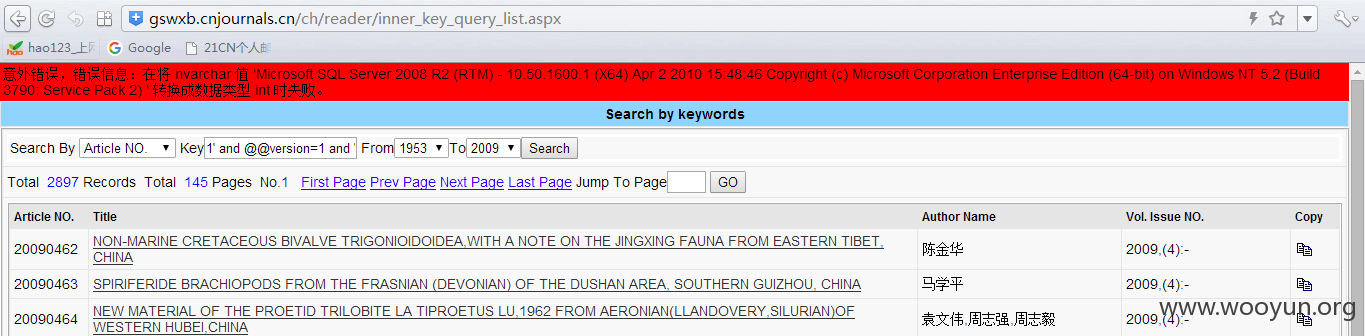 gswxb.cnjournals.cn/ch/reader/inner_key_query_list.aspx
hao123_上网 Google 21CN个人邮
意外错误，错误信息：在将 nvarchar 值 'Microsoft SQL Server 2008 R2 (RTM) - 10.50.1600.1 (X64) Apr 2 2010 15:48:46 Copyright (c) Microsoft Corporation Enterprise Edition (64-bit) on Windows NT 5.2 (Build
3790: Service Pack 2) ' 转换成数据类型 int 时失败。
Search by keywords
Search By Article NO. Key 1' and @@version=1 and ' From 1953 To 2009 Search
Total 2897 Records Total 145 Pages No.1 First Page Prev Page Next Page Last Page Jump To Page GO
Article NO. Title Author Name Vol. Issue NO. Copy
20090462 NON-MARINE CRETACEOUS BIVALVE TRIGONIOIDOIDEA,WITH A NOTE ON THE JINGXING FAUNA FROM EASTERN TIBET, 陈金华 2009,(4):-
CHINA
20090463 SPIRIFERIDE BRACHIOPODS FROM THE FRASNIAN (DEVONIAN) OF THE DUSHAN AREA, SOUTHERN GUIZHOU, CHINA 马学平 2009,(4):-
20090464 NEW MATERIAL OF THE PROETID TRILOBITE LA TIPROETUS LU,1962 FROM AERONIAN(LLANDOVERY,SILURIAN)OF 袁文伟,周志强,周志毅 2009,(4):-
WESTERN HUBEI,CHINA
www.wooyun.org